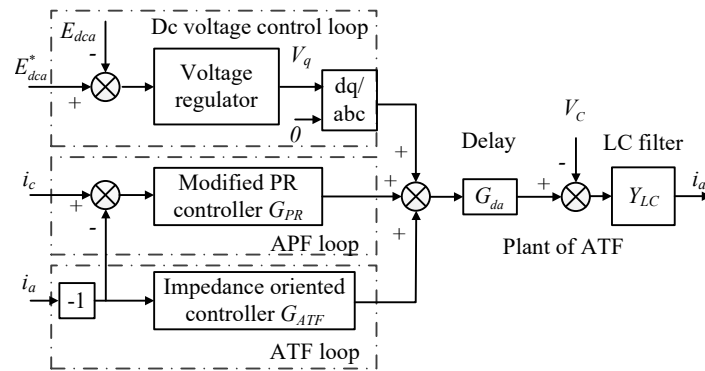 E_dca
Dc voltage control loop
-
E*_dca
+
Voltage
regulator
V_q
0
dq/
abc
+
Delay
V_C
-
LC filter
i_c
+
-
Modified PR
controller G_PR
APF loop
+
G_da
+
Y_LC
i_a
Plant of ATF
+
i_a
-1
Impedance oriented
controller G_ATF
ATF loop